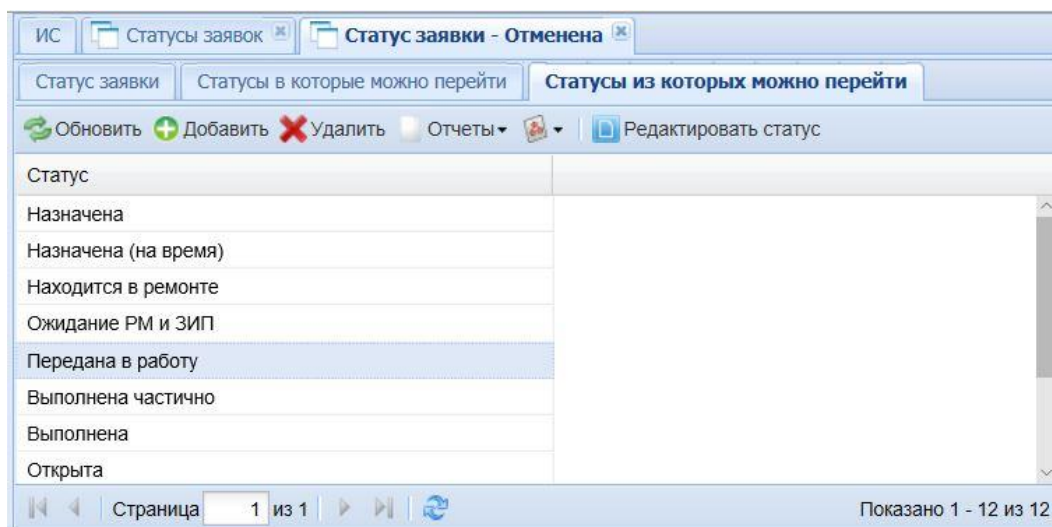 ИС Статусы заявок Статус заявки - Отменена
Статус заявки Статусы в которые можно перейти Статусы из которых можно перейти
Обновить Добавить Удалить Отчеты Редактировать статус
Статус
Назначена
Назначена (на время)
Находится в ремонте
Ожидание РМ и ЗИП
Передана в работу
Выполнена частично
Выполнена
Открыта
Страница 1 из 1 Показано 1 - 12 из 12